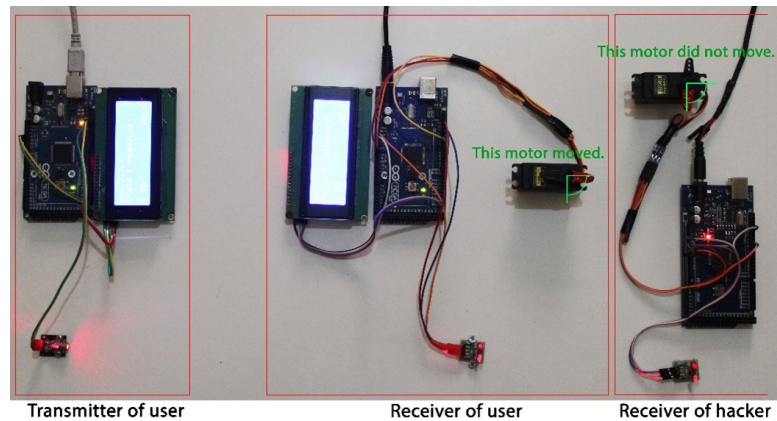 This motor did not move.
This motor moved.
Transmitter of user
Receiver of user
Receiver of hacker